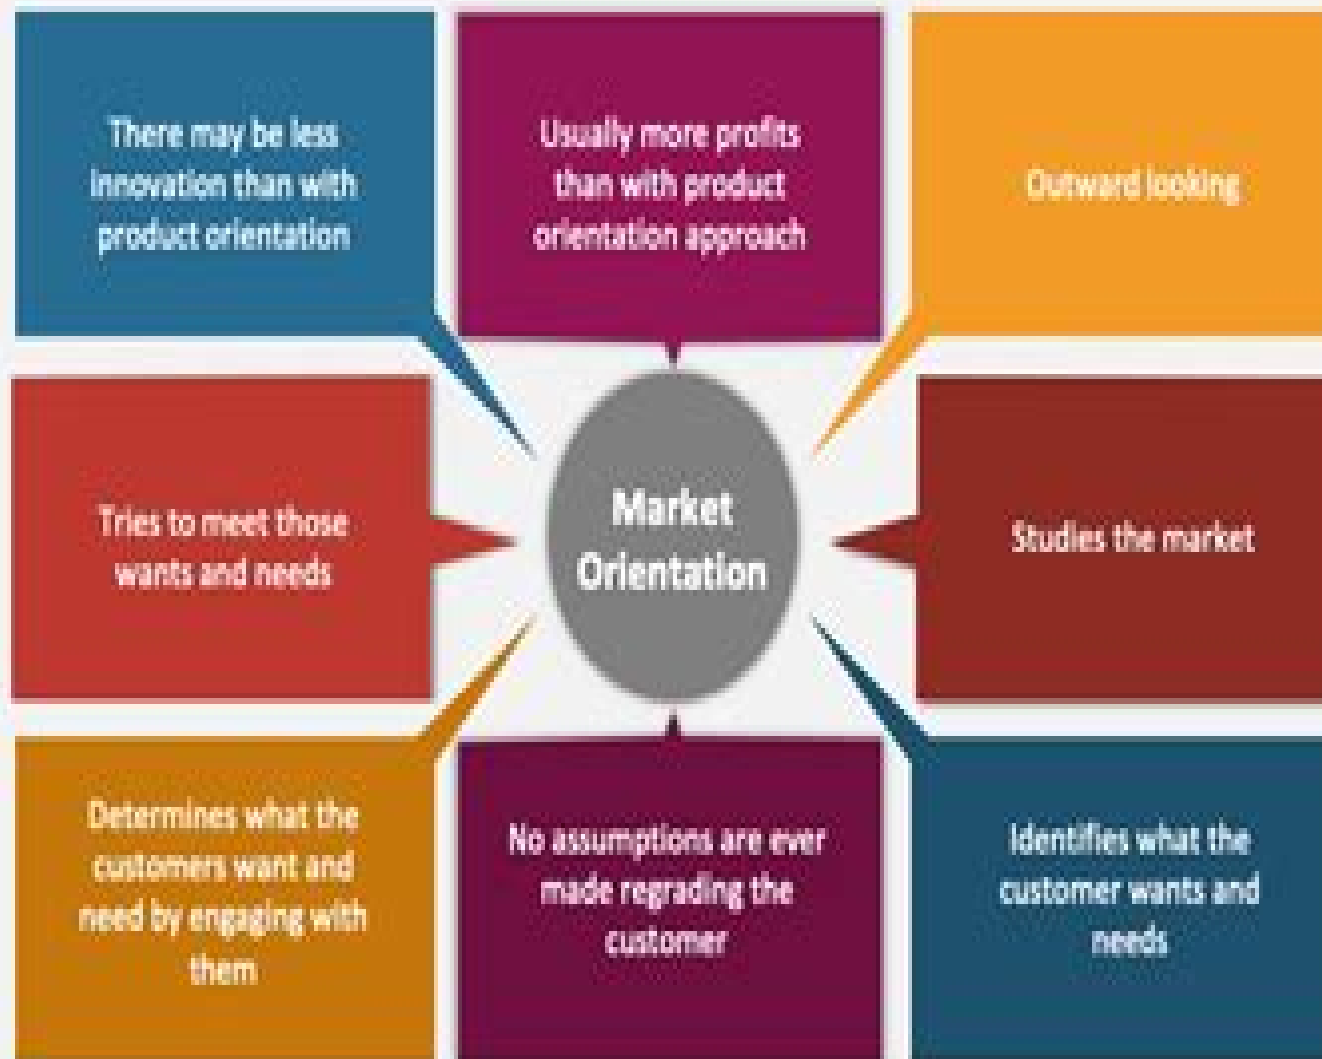 There may be less
innovation than with
product orientation
Usually more profits
than with product
orientation approach
Outward looking
Tries to meet those
wants and needs
Market
Orientation
Studies the market
Determines what the
customers want and
need by engaging with
them
No assumptions are ever
made regrading the
customer
Identifies what the
customer wants and
needs